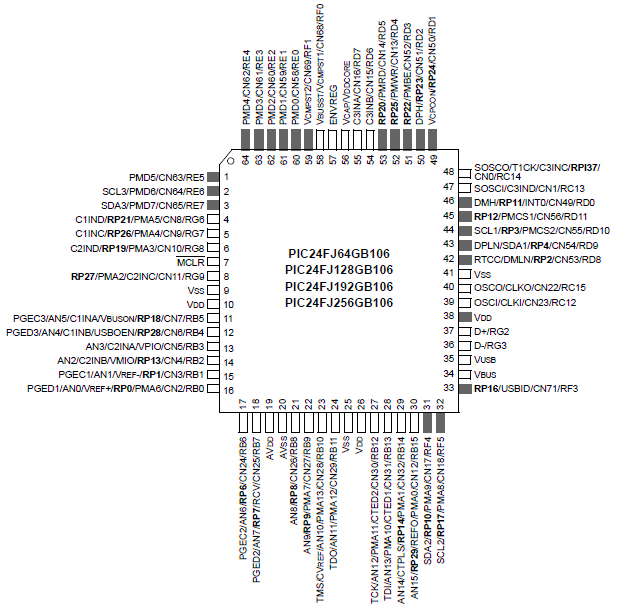 PMD4/CN62/RE4
PMD3/CN61/RE3
PMD2/CN60/RE2
PMD1/CN59/RE1
PMD0/CN58/RE0
VCMPST2/CN69/RF1
VBUSST/VCMPST1/CN68/RF0
ENVREG
VCAP/VDDCORE
C3INA/CN16/RD7
C3INB/CN15/RD6
RP20/PMRD/CN14/RD5
RP25/PMWR/CN13/RD4
RP22/PMBE/CN52/RD3
DPH/RP23/CN51/RD2
VCPCON/RP24/CN50/RD1
64 63 62 61 60 59 58 57 56 55 54 53 52 51 50 49
PMD5/CN63/RE5 1
SCL3/PMD6/CN64/RE6 2
SDA3/PMD7/CN65/RE7 3
C1IND/RP21/PMA5/CN8/RG6 4
C1INC/RP26/PMA4/CN9/RG7 5
C2IND/RP19/PMA3/CN10/RG8 6
MCLR 7
RP27/PMA2/C2INC/CN11/RG9 8
VSS 9
VDD 10
PGEC3/AN5/C1INA/VBUSON/RP18/CN7/RB5 11
PGED3/AN4/C1INB/USBOEN/RP28/CN6/RB4 12
AN3/C2INA/VPIO/CN5/RB3 13
AN2/C2INB/VMIO/RP13/CN4/RB2 14
PGEC1/AN1/VREF-/RP1/CN3/RB1 15
PGED1/AN0/VREF+/RP0/PMA6/CN2/RB0 16
PIC24FJ64GB106
PIC24FJ128GB106
PIC24FJ192GB106
PIC24FJ256GB106
48 SOSCO/T1CK/C3INC/RPI37/
CN0/RC14
47 SOSCI/C3IND/CN1/RC13
46 DMH/RP11/INT0/CN49/RD0
45 RP12/PMCS1/CN56/RD11
44 SCL1/RP3/PMCS2/CN55/RD10
43 DPLN/SDA1/RP4/CN54/RD9
42 RTCC/DMLN/RP2/CN53/RD8
41 VSS
40 OSCO/CLKO/CN22/RC15
39 OSCI/CLKI/CN23/RC12
38 VDD
37 D+/RG2
36 D-/RG3
35 VUSB
34 VBUS
33 RP16/USBID/CN71/RF3
17 18 19 20 21 22 23 24 25 26 27 28 29 30 31 32
PGEC2/AN6/RP6/CN24/RB6
PGED2/AN7/RP7/RCV/CN25/RB7
AVDD
AVSS
AN8/RP8/CN26/RB8
AN9/RP9/PMA7/CN27/RB9
TMS/CVREF/AN10/PMA13/CN28/RB10
TDO/AN11/PMA12/CN29/RB11
VSS
VDD
TCK/AN12/PMA11/CTED2/CN30/RB12
TDI/AN13/PMA10/CTED1/CN31/RB13
AN14/CTPLS/RP14/PMA1/CN32/RB14
AN15/RP29/REFO/PMA0/CN12/RB15
SDA2/RP10/PMA9/CN17/RF4
SCL2/RP17/PMA8/CN18/RF5